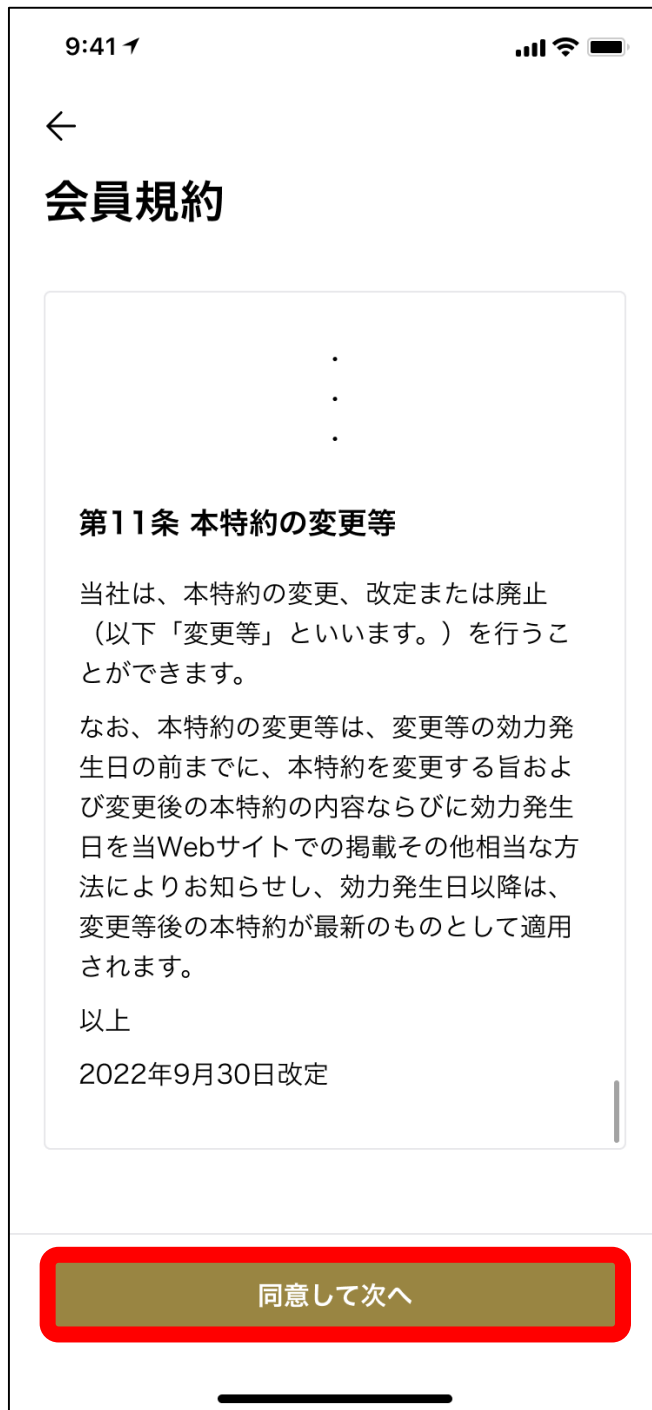 9:41
会員規約
・
・
・
第11条 本特約の変更等
当社は、本特約の変更、改定または廃止
（以下「変更等」といいます。）を行うこ
とができます。
なお、本特約の変更等は、変更等の効力発
生日の前までに、本特約を変更する旨およ
び変更後の本特約の内容ならびに効力発生
日を当Webサイトでの掲載その他相当な方
法によりお知らせし、効力発生日以降は、
変更等後の本特約が最新のものとして適用
されます。
以上
2022年9月30日改定
同意して次へ